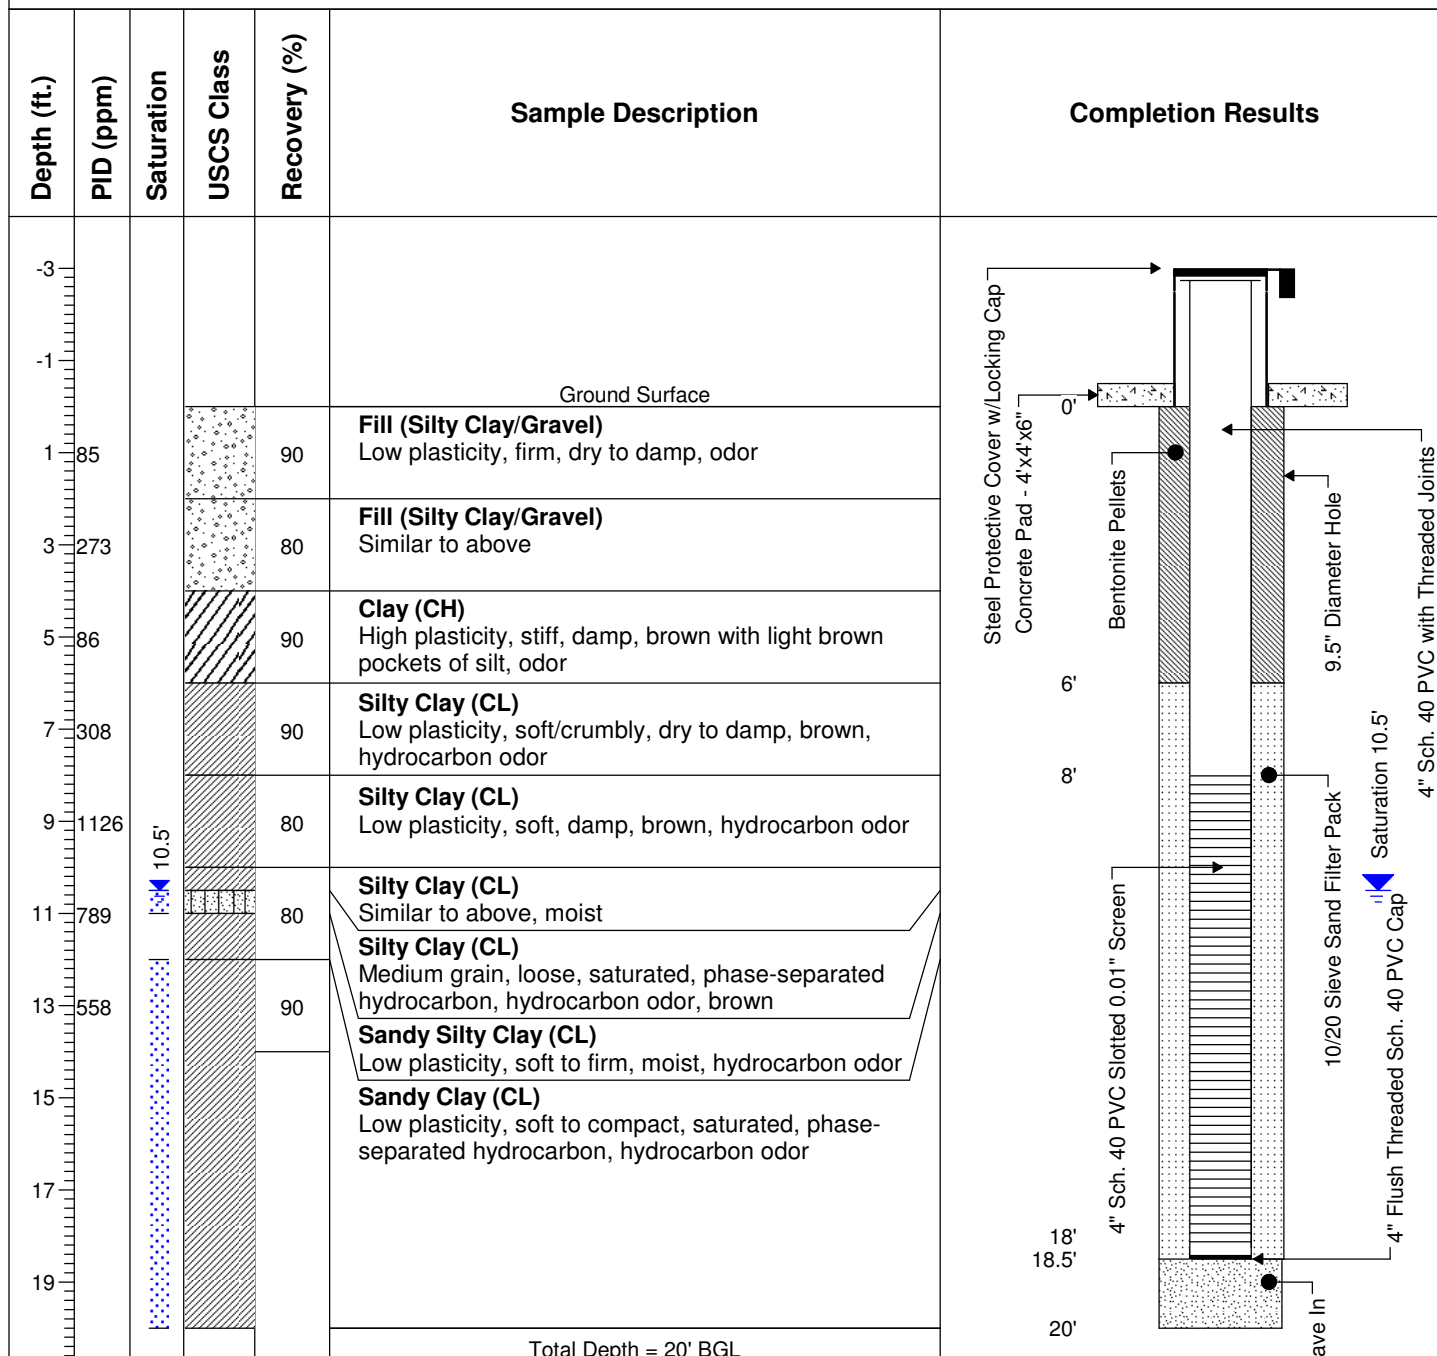 Depth (ft.)
PID (ppm)
Saturation
USCS Class
Recovery (%)
Sample Description
Completion Results
-3
-1
1
3
5
7
9
11
13
15
17
19
85
273
86
308
1126
789
558
10.5'
90
80
90
90
80
80
90
Ground Surface
Fill (Silty Clay/Gravel)
Low plasticity, firm, dry to damp, odor
Fill (Silty Clay/Gravel)
Similar to above
Clay (CH)
High plasticity, stiff, damp, brown with light brown
pockets of silt, odor
Silty Clay (CL)
Low plasticity, soft/crumbly, dry to damp, brown,
hydrocarbon odor
Silty Clay (CL)
Low plasticity, soft, damp, brown, hydrocarbon odor
Silty Clay (CL)
Similar to above, moist
Silty Clay (CL)
Medium grain, loose, saturated, phase-separated
hydrocarbon, hydrocarbon odor, brown
Sandy Silty Clay (CL)
Low plasticity, soft to firm, moist, hydrocarbon odor
Sandy Clay (CL)
Low plasticity, soft to compact, saturated, phase-
separated hydrocarbon, hydrocarbon odor
Total Depth = 20' BGL
Steel Protective Cover w/Locking Cap
Concrete Pad - 4'x4'x6"
0'
6'
8'
18'
18.5'
20'
Bentonite Pellets
4" Sch. 40 PVC Slotted 0.01" Screen
9.5" Diameter Hole
10/20 Sieve Sand Filter Pack
Saturation 10.5'
4" Sch. 40 PVC with Threaded Joints
4" Flush Threaded Sch. 40 PVC Cap
ave In